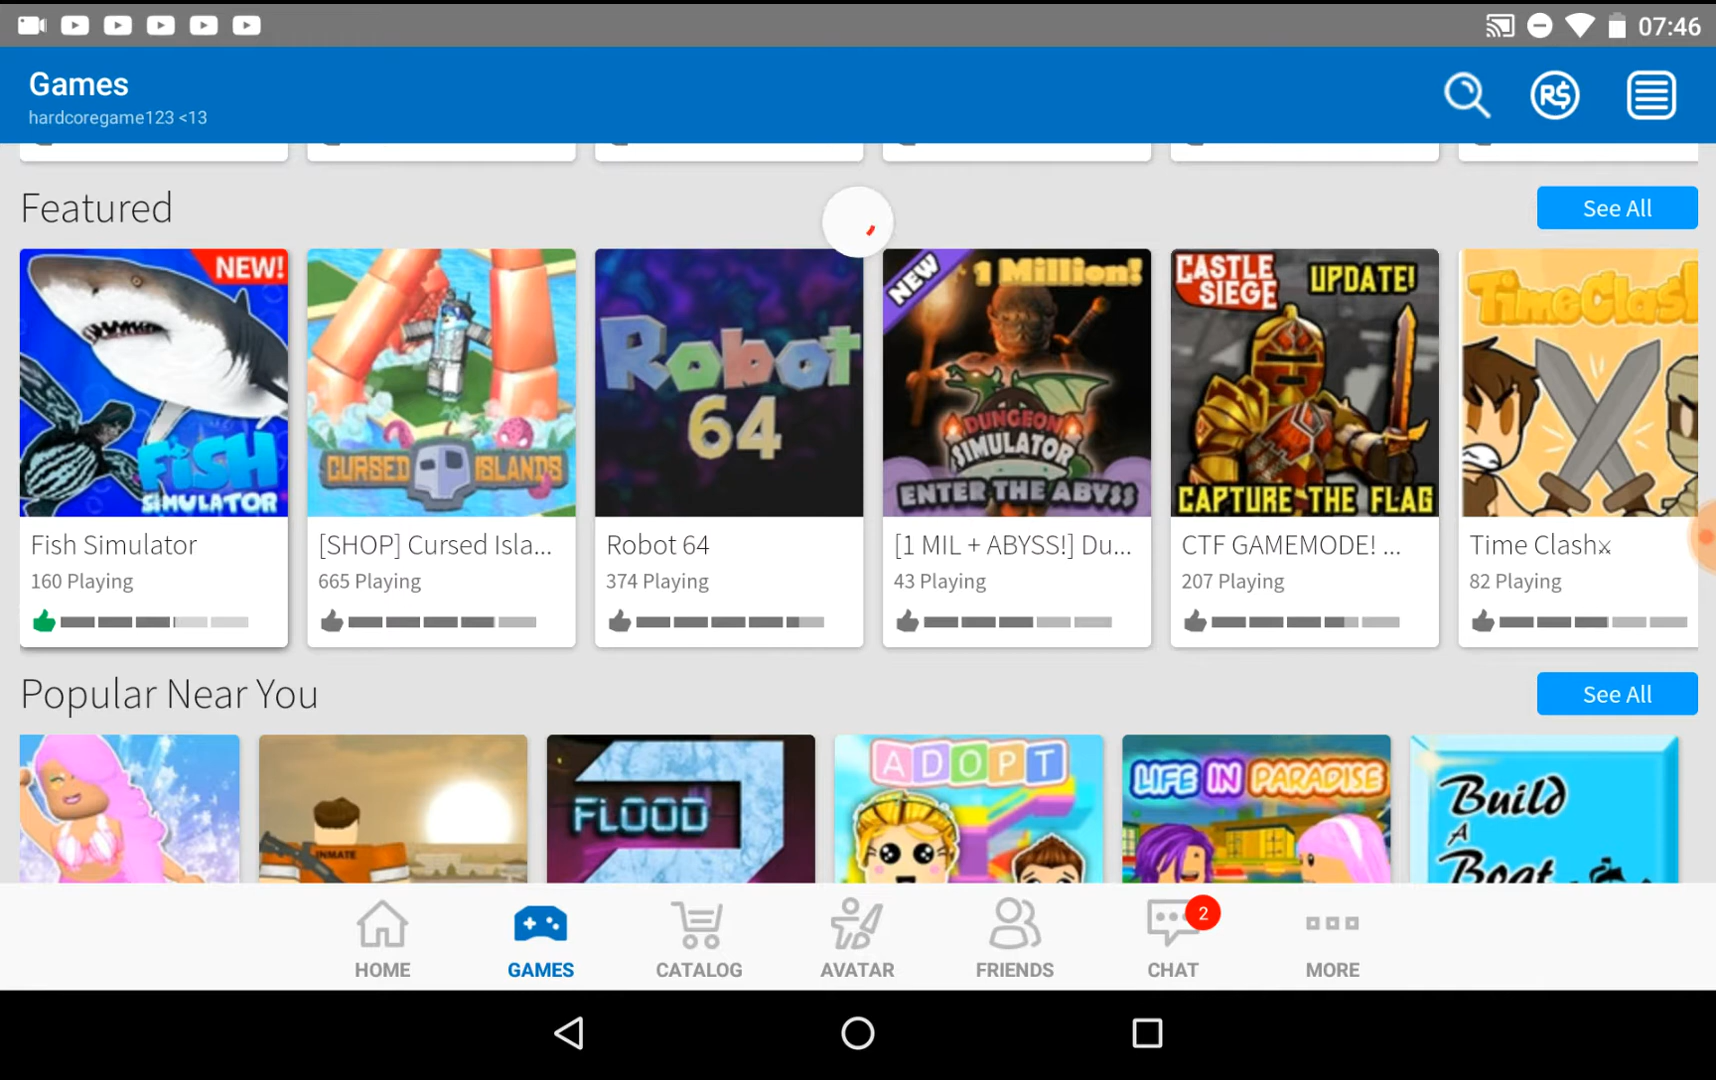 07:46
Games
hardcoregame123 <13
R$
Featured
See All
NEW!
FiSH
SIMULATOR
CURSED ISLANDS
Robot
64
NEW
1 Million!
DUNGEON
SIMULATOR
ENTER THE ABYSS
CASTLE
SIEGE
UPDATE!
CAPTURE THE FLAG
TimeClash
Fish Simulator
[SHOP] Cursed Isla...
Robot 64
[1 MIL + ABYSS!] Du...
CTF GAMEMODE! ...
Time Clash⚔
160 Playing
665 Playing
374 Playing
43 Playing
207 Playing
82 Playing
Popular Near You
See All
INMATE
FLOOD
ADOPT
LIFE IN PARADISE
Build
A
Boat
2
HOME
GAMES
CATALOG
AVATAR
FRIENDS
CHAT
MORE